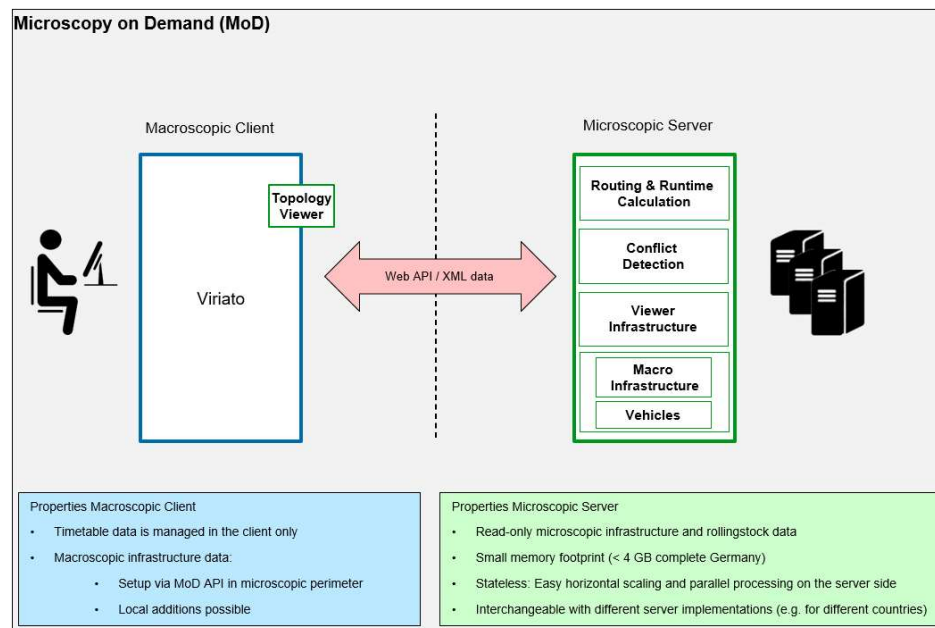 Microscopy on Demand (MoD)
Macroscopic Client
Microscopic Server
Topology
Viewer
Viriato
Web API / XML data
Routing & Runtime
Calculation
Conflict
Detection
Viewer
Infrastructure
Macro
Infrastructure
Vehicles
Properties Macroscopic Client
• Timetable data is managed in the client only
• Macroscopic infrastructure data:
• Setup via MoD API in microscopic perimeter
• Local additions possible
Properties Microscopic Server
• Read-only microscopic infrastructure and rollingstock data
• Small memory footprint (< 4 GB complete Germany)
• Stateless: Easy horizontal scaling and parallel processing on the server side
• Interchangeable with different server implementations (e.g. for different countries)